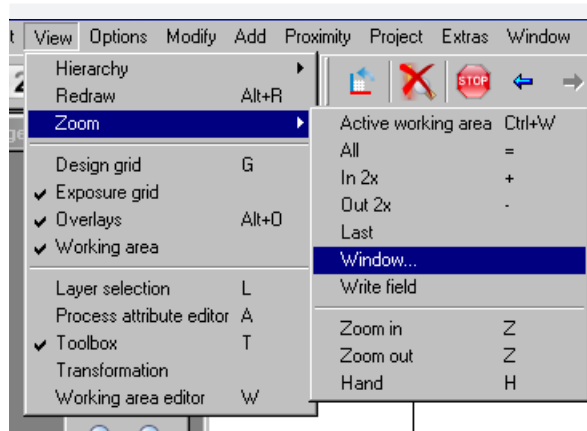 View Options Modify Add Proximity Project Extras Window
Hierarchy
Redraw Alt+R
STOP
Zoom
Active working area Ctrl+W
All =
Design grid G
In 2x +
Exposure grid
Out 2x -
Overlays Alt+O
Last
Working area
Window...
Layer selection L
Write field
Process attribute editor A
Zoom in Z
Toolbox T
Zoom out Z
Transformation
Hand H
Working area editor W